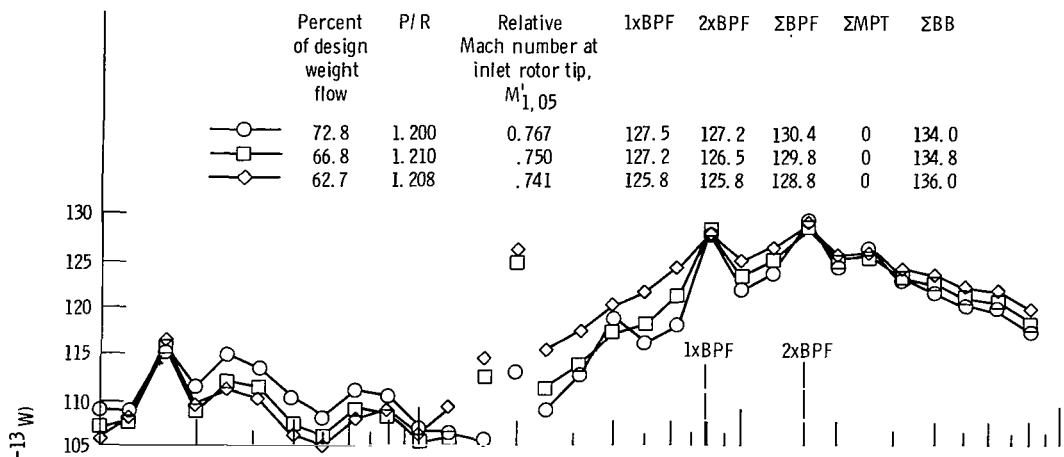 Percent of design weight flow P/R Relative Mach number at inlet rotor tip, M'1,05 1xBPF 2xBPF ΣBPF ΣMPT ΣBB
72.8 1.200 0.767 127.5 127.2 130.4 0 134.0
66.8 1.210 .750 127.2 126.5 129.8 0 134.8
62.7 1.208 .741 125.8 125.8 128.8 0 136.0
130
125
120
115
110
105
1xBPF 2xBPF
-13 W)